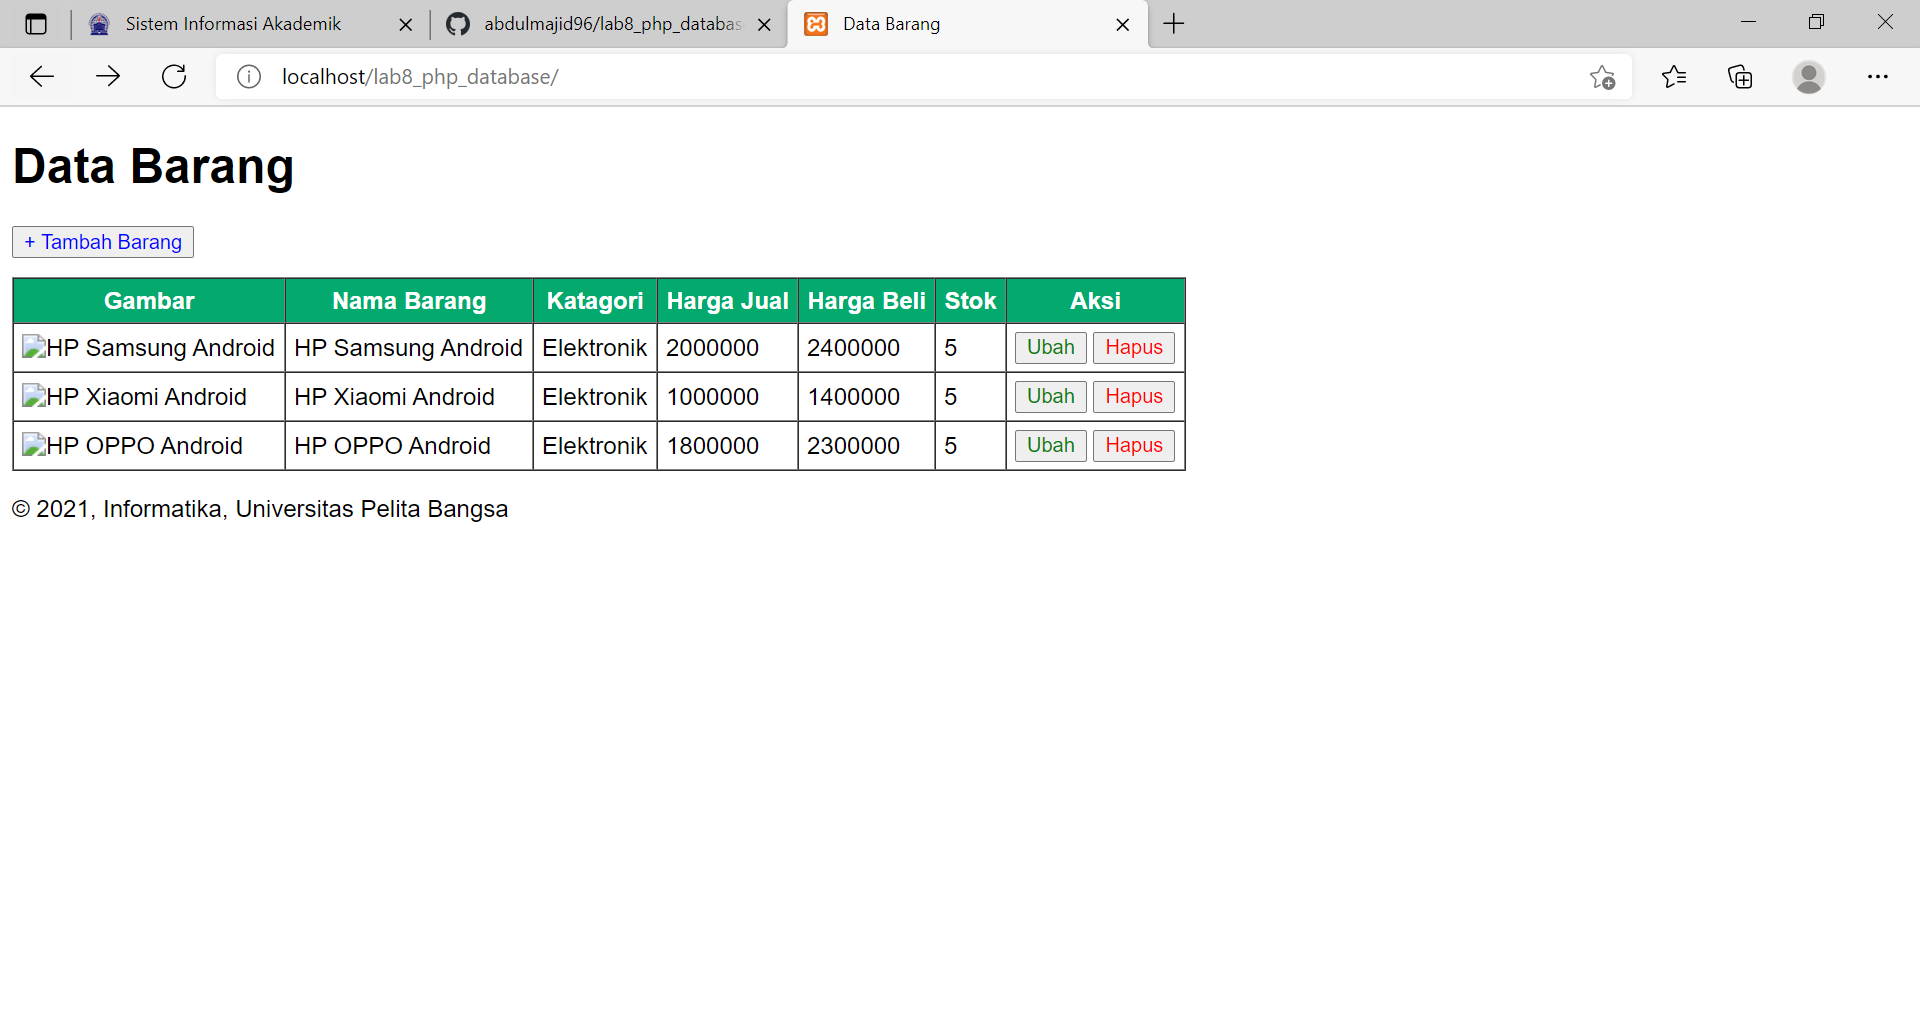 Sistem Informasi Akademik
abdulmajid96/lab8_php_databas
Data Barang
localhost/lab8_php_database/
Data Barang
+ Tambah Barang
Gambar Nama Barang Katagori Harga Jual Harga Beli Stok Aksi
HP Samsung Android HP Samsung Android Elektronik 2000000 2400000 5 Ubah Hapus
HP Xiaomi Android HP Xiaomi Android Elektronik 1000000 1400000 5 Ubah Hapus
HP OPPO Android HP OPPO Android Elektronik 1800000 2300000 5 Ubah Hapus
© 2021, Informatika, Universitas Pelita Bangsa